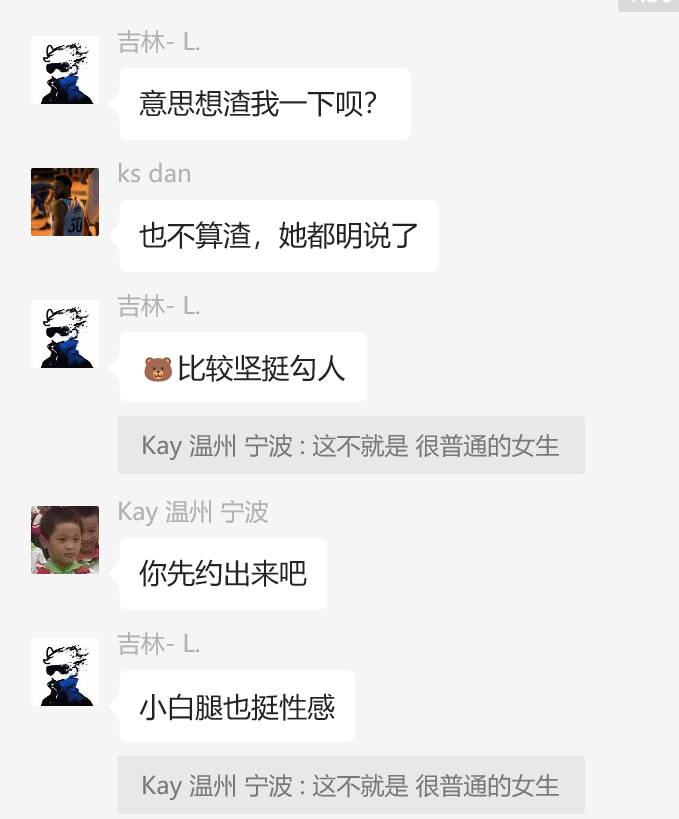 吉林- L.
意思想渣我一下呗？
ks dan
也不算渣，她都明说了
吉林- L.
🐻比较坚挺勾人
Kay 温州 宁波 : 这不就是 很普通的女生
Kay 温州 宁波
你先约出来吧
吉林- L.
小白腿也挺性感
Kay 温州 宁波 : 这不就是 很普通的女生